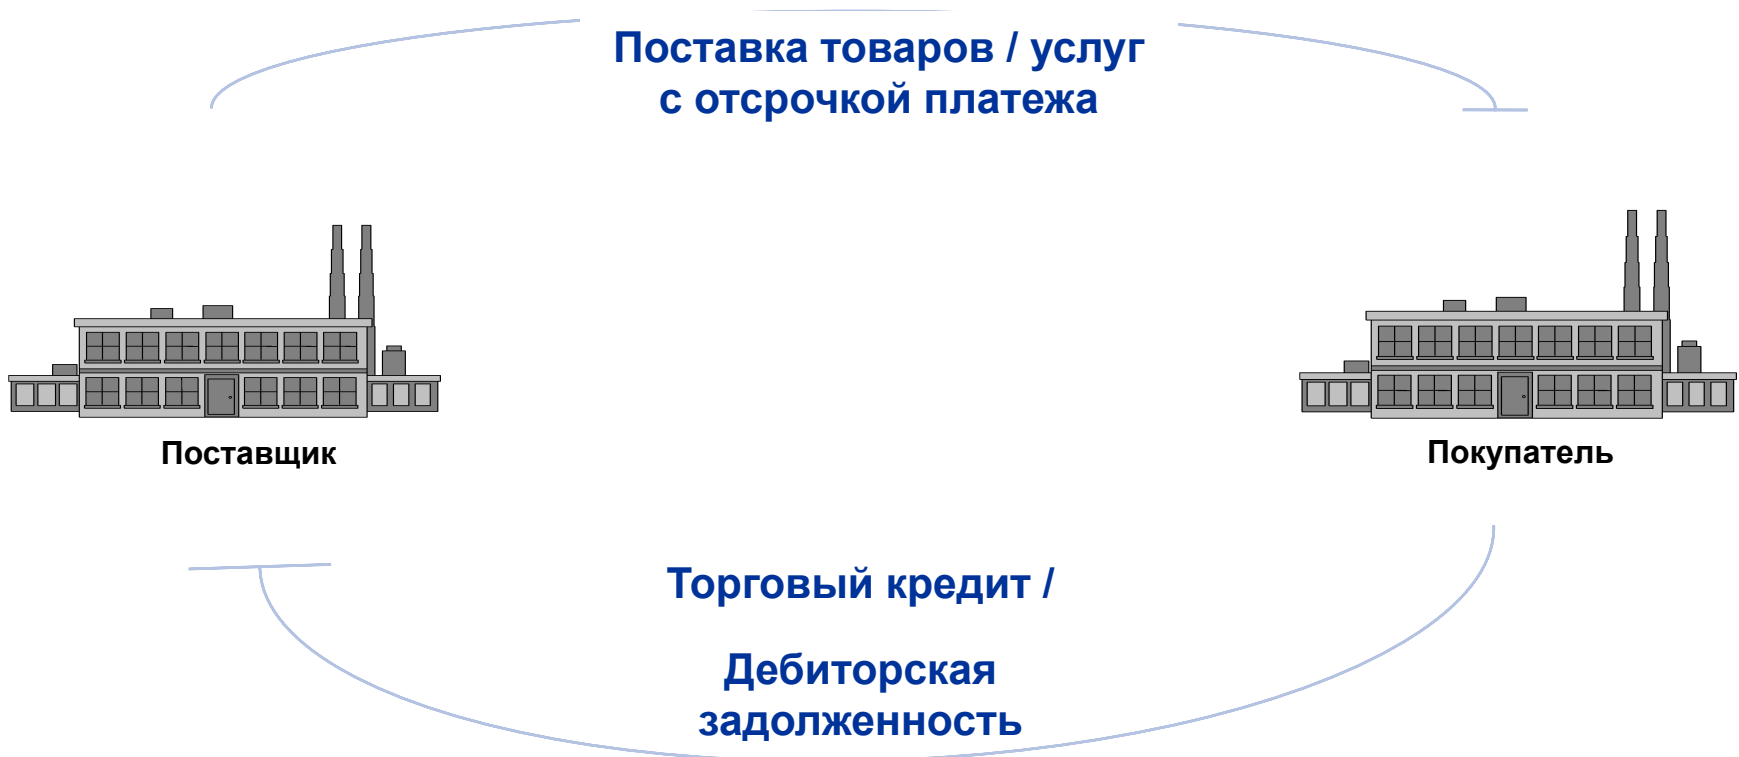 Поставка товаров / услуг
с отсрочкой платежа
Поставщик
Покупатель
Торговый кредит /
Дебиторская
задолженность